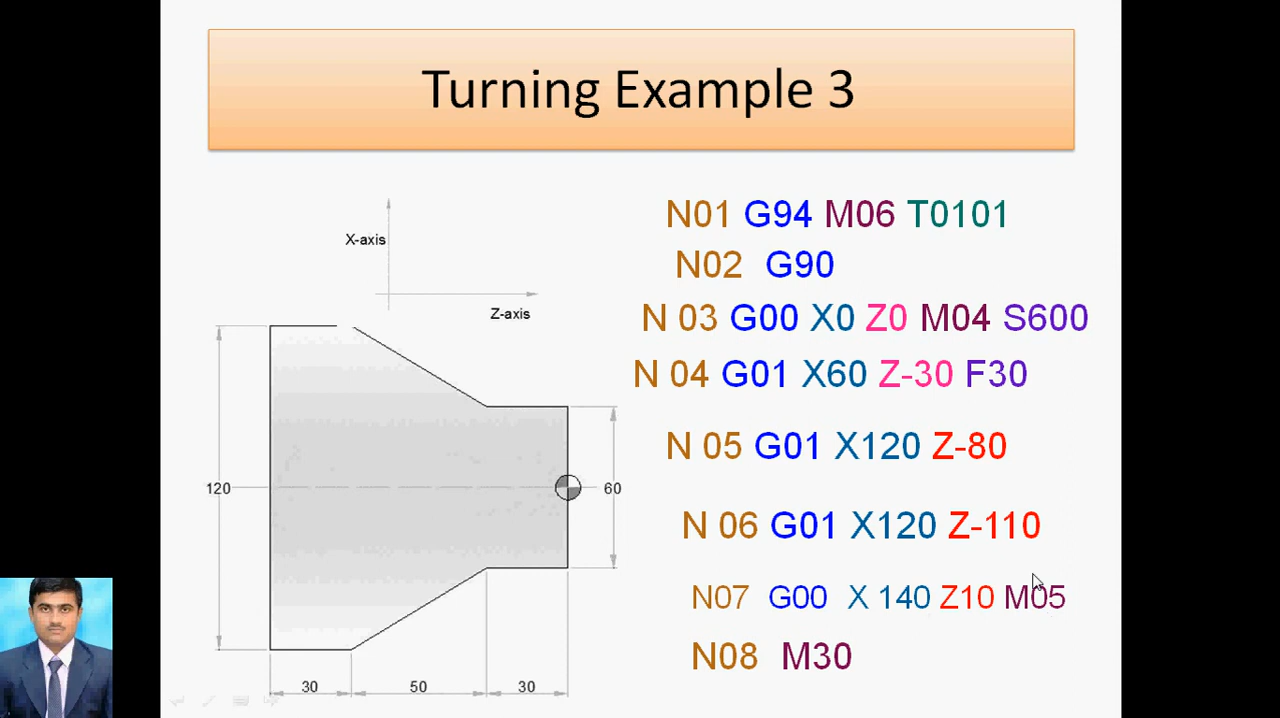 Turning Example 3
X-axis
Z-axis
120
60
30
50
30
N01 G94 M06 T0101
N02 G90
N 03 G00 X0 Z0 M04 S600
N 04 G01 X60 Z-30 F30
N 05 G01 X120 Z-80
N 06 G01 X120 Z-110
N07 G00 X 140 Z10 M05
N08 M30